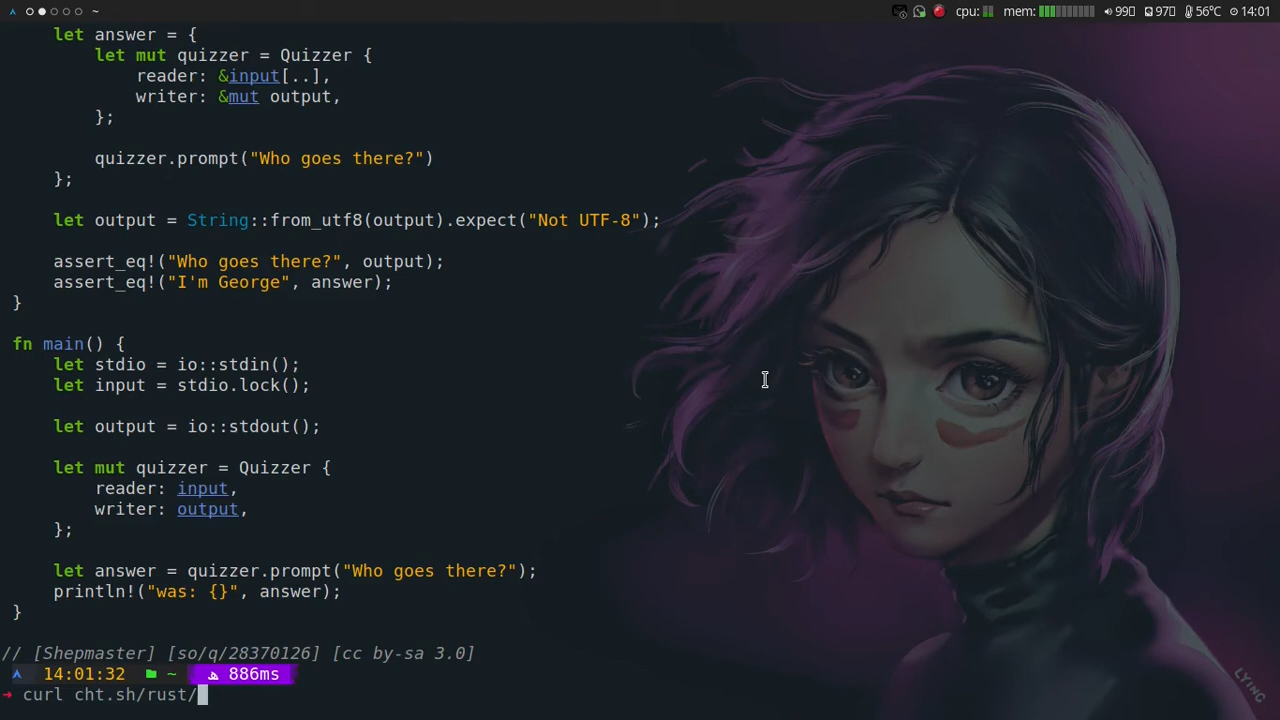 ~ cpu: mem: 99 97 56°C 14:01
let answer = {
let mut quizzer = Quizzer {
reader: &input[..],
writer: &mut output,
};
quizzer.prompt("Who goes there?")
};
let output = String::from_utf8(output).expect("Not UTF-8");
assert_eq!("Who goes there?", output);
assert_eq!("I'm George", answer);
}
fn main() {
let stdio = io::stdin();
let input = stdio.lock();
let output = io::stdout();
let mut quizzer = Quizzer {
reader: input,
writer: output,
};
let answer = quizzer.prompt("Who goes there?");
println!("was: {}", answer);
}
// [Shepmaster] [so/q/28370126] [cc by-sa 3.0]
14:01:32 ~ 886ms
➜ curl cht.sh/rust/
LYING